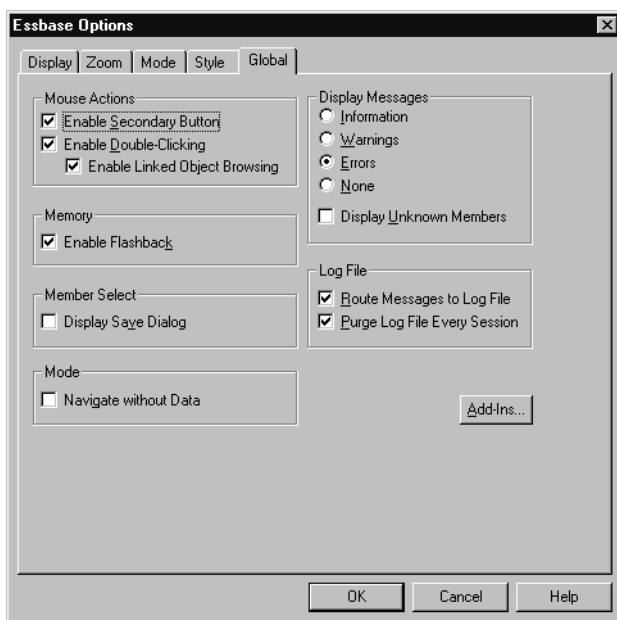 Essbase Options
Display
Zoom
Mode
Style
Global
Mouse Actions
Enable Secondary Button
Enable Double-Clicking
Enable Linked Object Browsing
Memory
Enable Flashback
Member Select
Display Save Dialog
Mode
Navigate without Data
Display Messages
Information
Warnings
Errors
None
Display Unknown Members
Log File
Route Messages to Log File
Purge Log File Every Session
Add-Ins...
OK
Cancel
Help